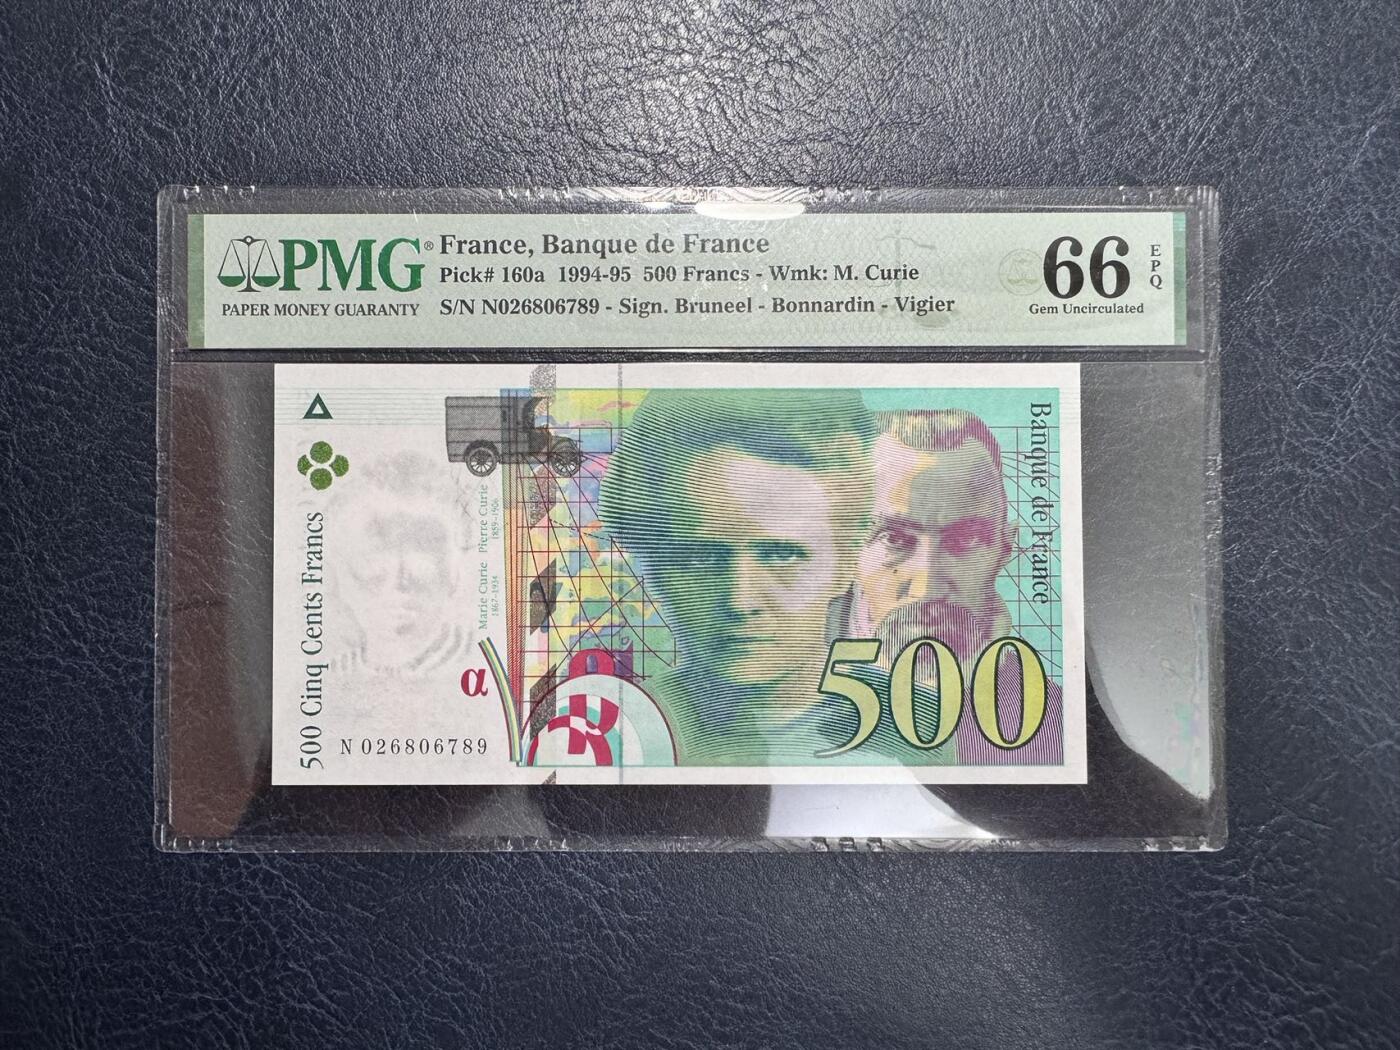 PMG®
PAPER MONEY GUARANTY
France, Banque de France
Pick# 160a 1994-95 500 Francs - Wmk: M. Curie
S/N N026806789 - Sign. Bruneel - Bonnardin - Vigier
66
EPQ
Gem Uncirculated
500 Cinq Cents Francs
Marie Curie Pierre Curie
1867-1934 1859-1906
α
N 026806789
Banque de France
500